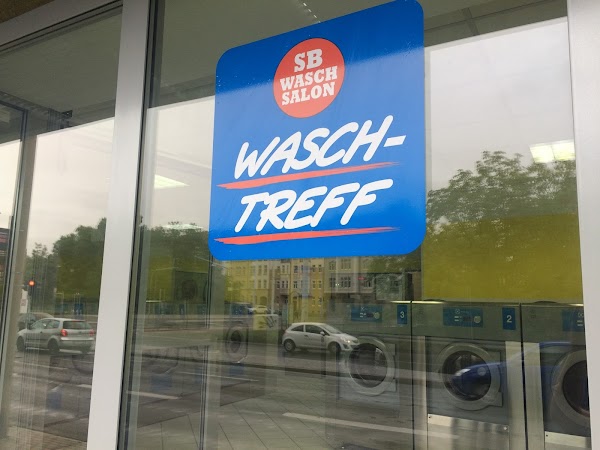 SB
WASCH
SALON
WASCH-
TREFF
3
2